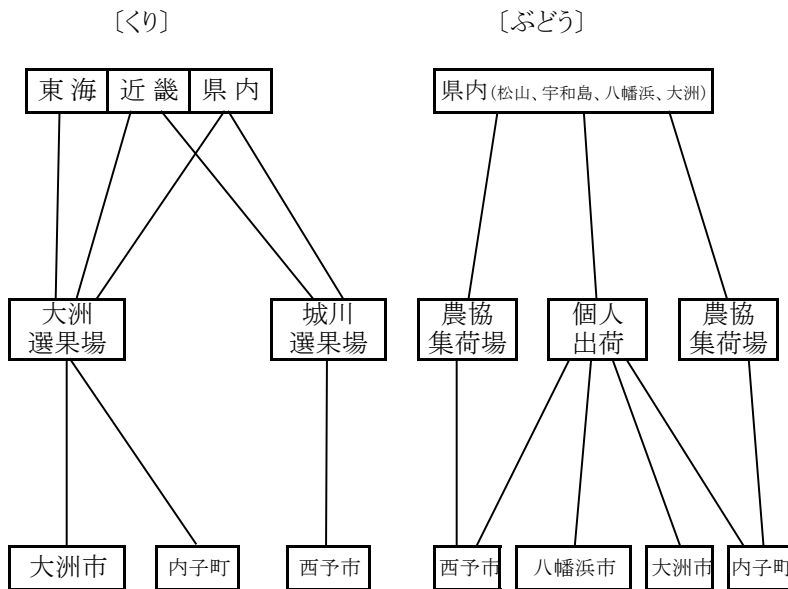 〔くり〕
〔ぶどう〕
東海 近畿 県内
県内(松山、宇和島、八幡浜、大洲)
大洲
選果場
城川
選果場
農協
集荷場
個人
出荷
農協
集荷場
大洲市
内子町
西予市
西予市
八幡浜市
大洲市
内子町